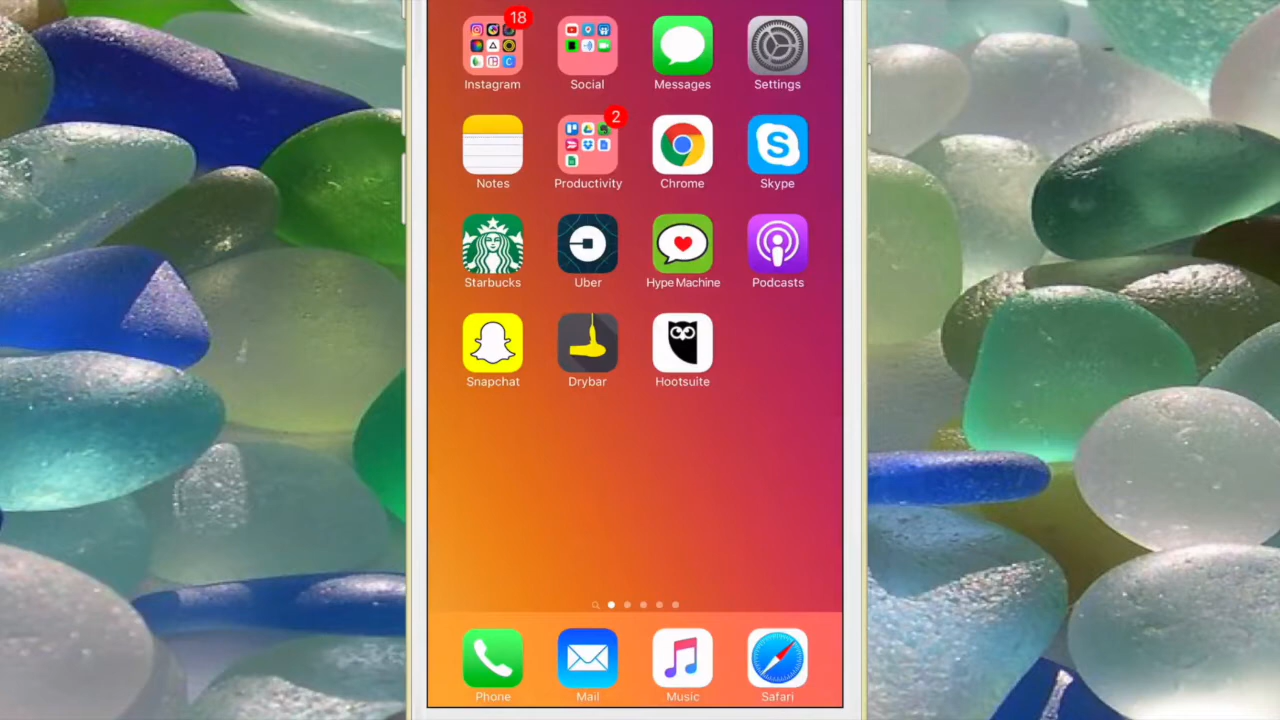 18
Instagram Social Messages Settings
2
Notes Productivity Chrome Skype
Starbucks Uber Hype Machine Podcasts
Snapchat Drybar Hootsuite
Phone Mail Music Safari